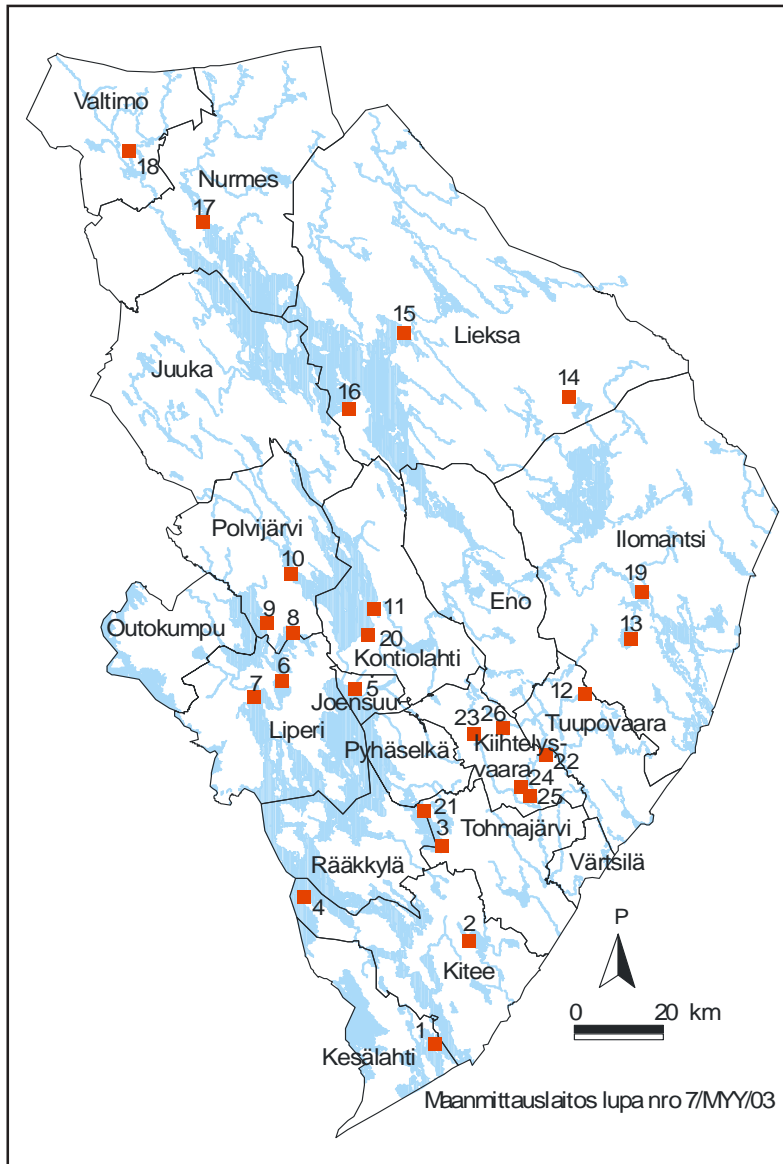 Valtimo
18
Nurmes
17
15
Lieksa
Juuka
14
16
Polvijärvi
Ilomantsi
10
19
Eno
9
11
Outokumpu
8
20
13
Kontiolahti
6
Joensuu
5
7
12
Liperi
23
26
Tuupovaara
Pyhäselkä
Kiihtelys-
vaara
22
24
25
21
3
Tohmajärvi
Värtsilä
Rääkkylä
4
P
2
Kitee
0 20 km
1
Kesälahti
Maanmittauslaitos lupa nro 7/MYY/03